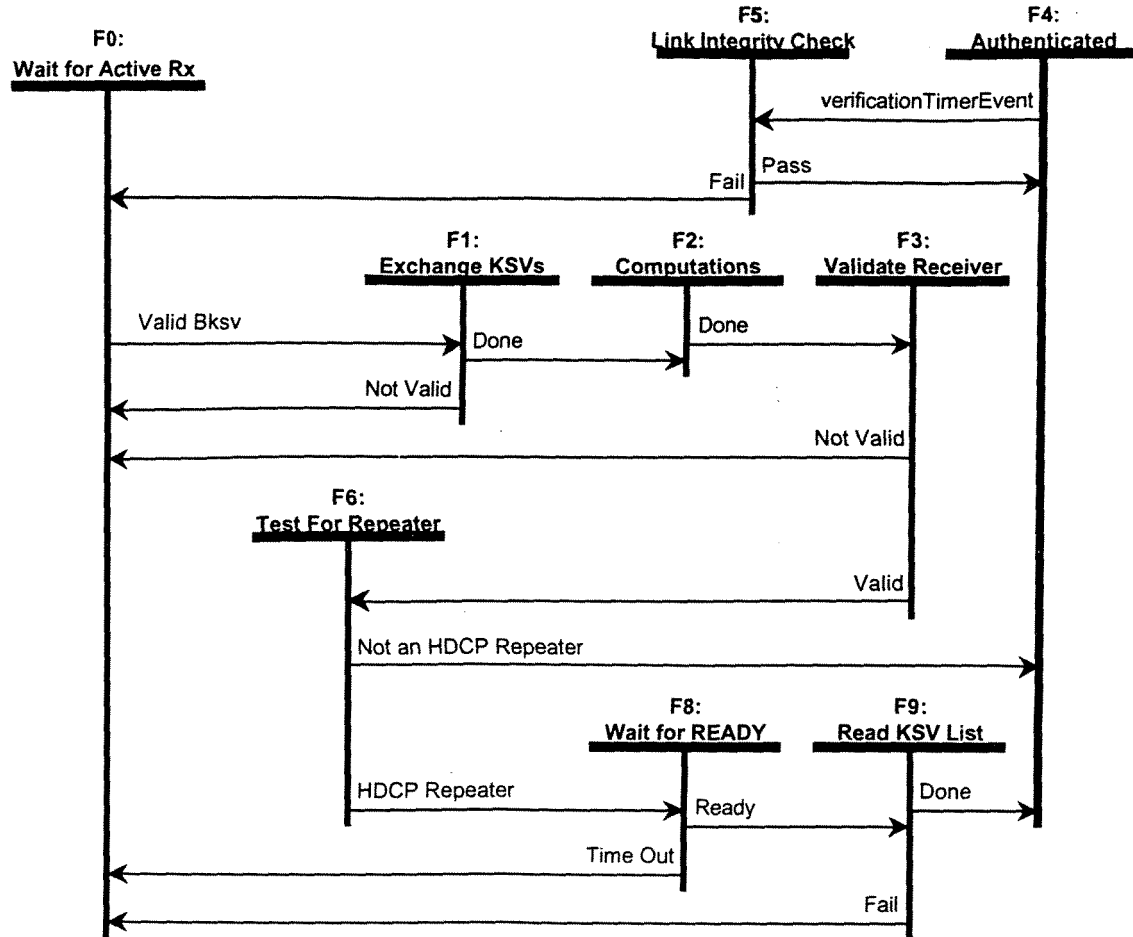 F5:
F4:
F0:
Link Integrity Check
Authenticated
Wait for Active Rx
verificationTimerEvent
Pass
Fail
F1:
F2:
F3:
Exchange KSVs
Computations
Validate Receiver
Valid Bksv
Done
Done
Not Valid
Not Valid
F6:
Test For Repeater
Valid
Not an HDCP Repeater
F8:
F9:
Wait for READY
Read KSV List
HDCP Repeater
Done
Ready
Time Out
Fail